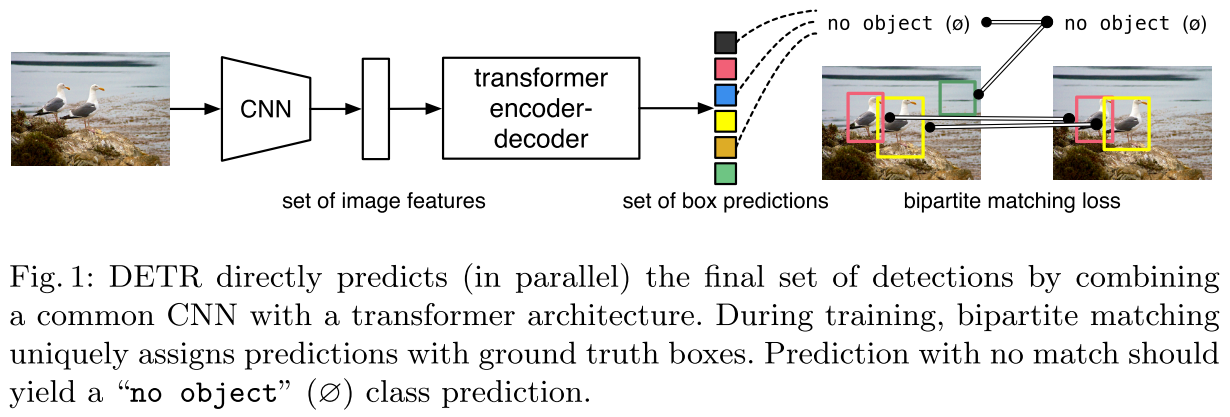 no object (ø)
no object (ø)
CNN
transformer
encoder-
decoder
set of image features
set of box predictions
bipartite matching loss
Fig. 1: DETR directly predicts (in parallel) the final set of detections by combining
a common CNN with a transformer architecture. During training, bipartite matching
uniquely assigns predictions with ground truth boxes. Prediction with no match should
yield a “no object” (∅) class prediction.